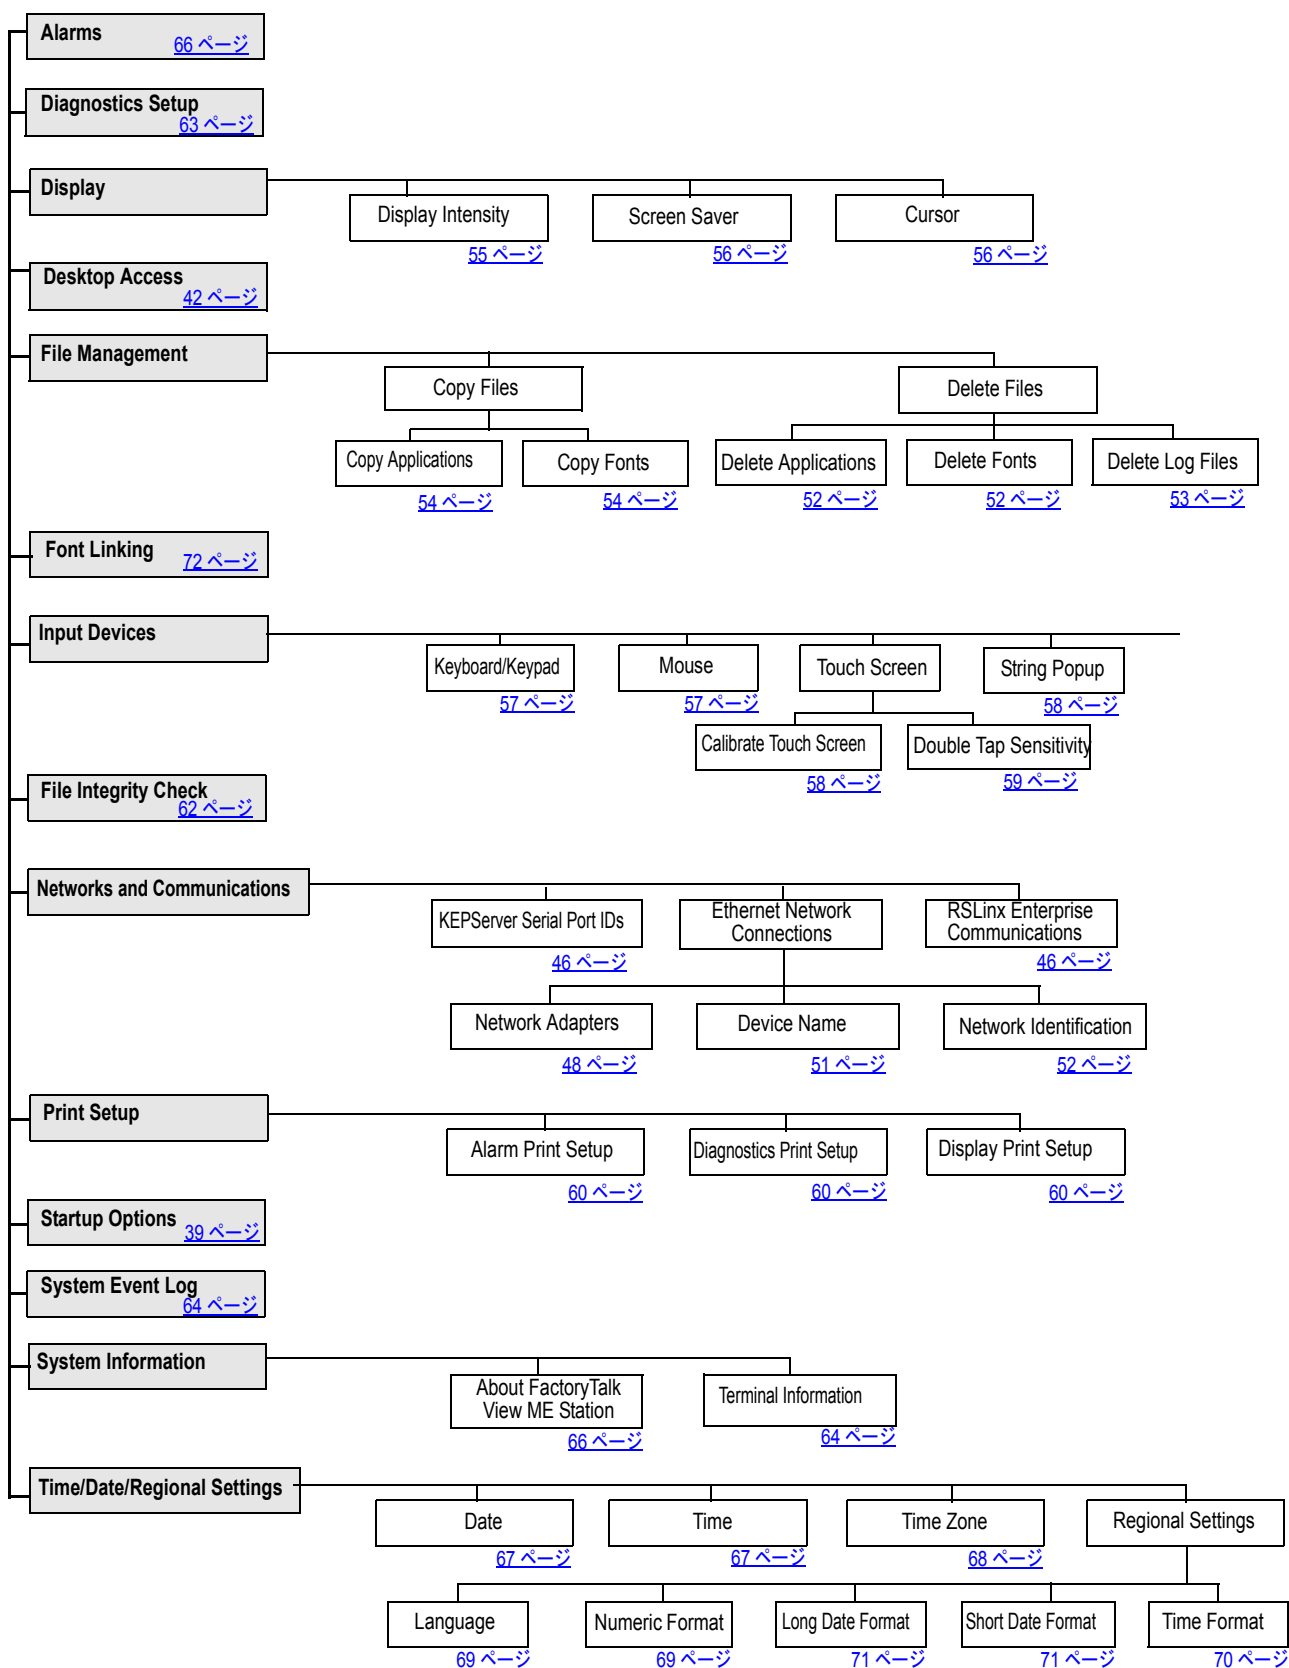 Alarms
66 ページ
Diagnostics Setup
63 ページ
Display
Display Intensity
Screen Saver
Cursor
55 ページ
56 ページ
56 ページ
Desktop Access
42 ページ
File Management
Copy Files
Delete Files
Copy Applications
Copy Fonts
Delete Applications
Delete Fonts
Delete Log Files
54 ページ
54 ページ
52 ページ
52 ページ
53 ページ
Font Linking
72 ページ
Input Devices
Keyboard/Keypad
Mouse
Touch Screen
String Popup
57 ページ
57 ページ
58 ページ
Calibrate Touch Screen
Double Tap Sensitivity
58 ページ
59 ページ
File Integrity Check
62 ページ
Networks and Communications
KEPServer Serial Port IDs
Ethernet Network
Connections
RSLinx Enterprise
Communications
46 ページ
46 ページ
Network Adapters
Device Name
Network Identification
48 ページ
51 ページ
52 ページ
Print Setup
Alarm Print Setup
Diagnostics Print Setup
Display Print Setup
60 ページ
60 ページ
60 ページ
Startup Options
39 ページ
System Event Log
64 ページ
System Information
About FactoryTalk
View ME Station
Terminal Information
66 ページ
64 ページ
Time/Date/Regional Settings
Date
Time
Time Zone
Regional Settings
67 ページ
67 ページ
68 ページ
Language
Numeric Format
Long Date Format
Short Date Format
Time Format
69 ページ
69 ページ
71 ページ
71 ページ
70 ページ